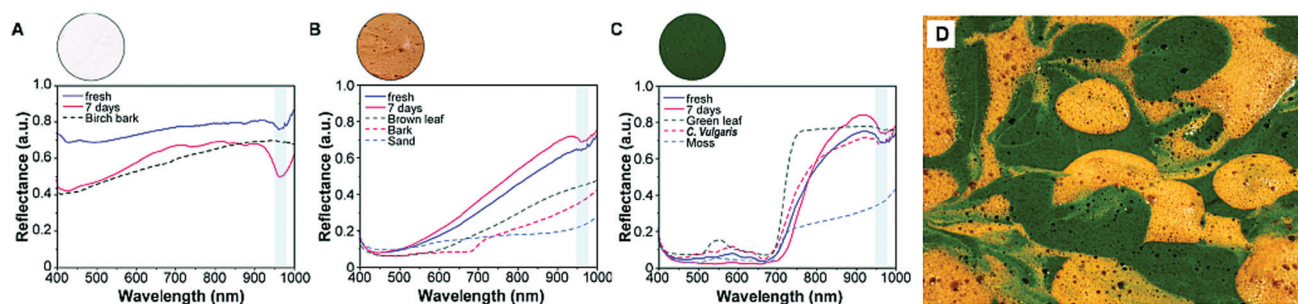 A
fresh
7 days
Birch bark
Reflectance (a.u.)
1.0
0.8
0.6
0.4
0.2
0
400 500 600 700 800 900 1000
Wavelength (nm)
B
fresh
7 days
Brown leaf
Bark
Sand
Reflectance (a.u.)
1.0
0.8
0.6
0.4
0.2
0
400 500 600 700 800 900 1000
Wavelength (nm)
C
fresh
7 days
Green leaf
C. Vulgaris
Moss
Reflectance (a.u.)
1.0
0.8
0.6
0.4
0.2
0
400 500 600 700 800 900 1000
Wavelength (nm)
D